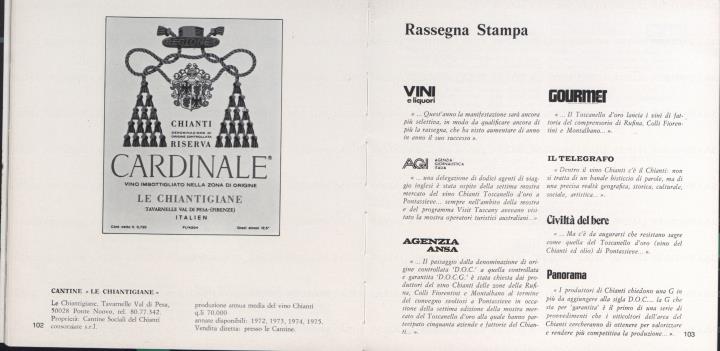 CHIANTI
DENOMINAZIONE DI
ORIGINE CONTROLLATA
RISERVA
CARDINALE®
VINO IMBOTTIGLIATO NELLA ZONA DI ORIGINE
LE CHIANTIGIANE
TAVARNELLE VAL DI PESA-(FIRENZE)
ITALIEN
CANTINE « LE CHIANTIGIANE »
Le Chiantigiane, Tavarnelle Val di Pesa,
50028 Ponte Nuovo, tel. 80.77.342.
Proprietà: Cantine Sociali del Chianti
consorziate s.r.l.
produzione annua media del vino Chianti
q.li 70.000
annate disponibili: 1972, 1973, 1974, 1975.
Vendita diretta: presso le Cantine.
102
Rassegna Stampa
VINI
e liquori
« ... Quest'anno la manifestazione sarà ancora
più selettiva, in modo da qualificare ancora di
più la rassegna, che ha visto aumentare di anno
in anno il suo successo ».
AGI AGENZIA
GIORNALISTICA
ITALIA
« ... una delegazione di dodici agenti di viag-
gio inglesi è stata ospite della settima mostra
mercato del vino Chianti Toscanello d'oro a
Pontassieve... sempre nell'ambito della mostra
e del programma Visit Tuscany avevano visi-
tato la mostra operatori turistici australiani..»
AGENZIA
ANSA
« ... Il passaggio dalla denominazione di ori-
gine controllata 'D.O.C.' a quella controllata
e garantita 'D.O.C.G.' è stata chiesta dai pro-
duttori del vino Chianti delle zone della Rufi-
na, Colli Fiorentini e Montalbano al termine
del convegno svoltosi a Pontassieve in occa-
sione della settima edizione della mostra mer-
cato del Toscanello d'oro alla quale hanno par-
tecipato cinquanta aziende e fattorie del Chian-
ti... ».
GOURMET
« ... Il Toscanello d'oro lancia i vini di fat-
toria del comprensorio di Rufina, Colli Fioren-
tini e Montalbano... ».
IL TELEGRAFO
« Dentro il vino Chianti c'è il Chianti: non
si tratta di un banale bisticcio di parole, ma di
una precisa realtà geografica, storica, culturale,
sociale, artistica... ».
Civiltà del bere
« ... Ma c'è da augurarsi che resistano sagre
come quella del Toscanello d'oro (vino del
Chianti ed olio) di Pontassieve... ».
Panorama
« I produttori di Chianti chiedono una G in
più da aggiungere alla sigla D.O.C.... la G che
sta per 'garantita' è il primo di una serie di
provvedimenti che i viticoltori dell'area del
Chianti cercheranno di ottenere per valorizzare
e rendere più competitiva la produzione... ».
103